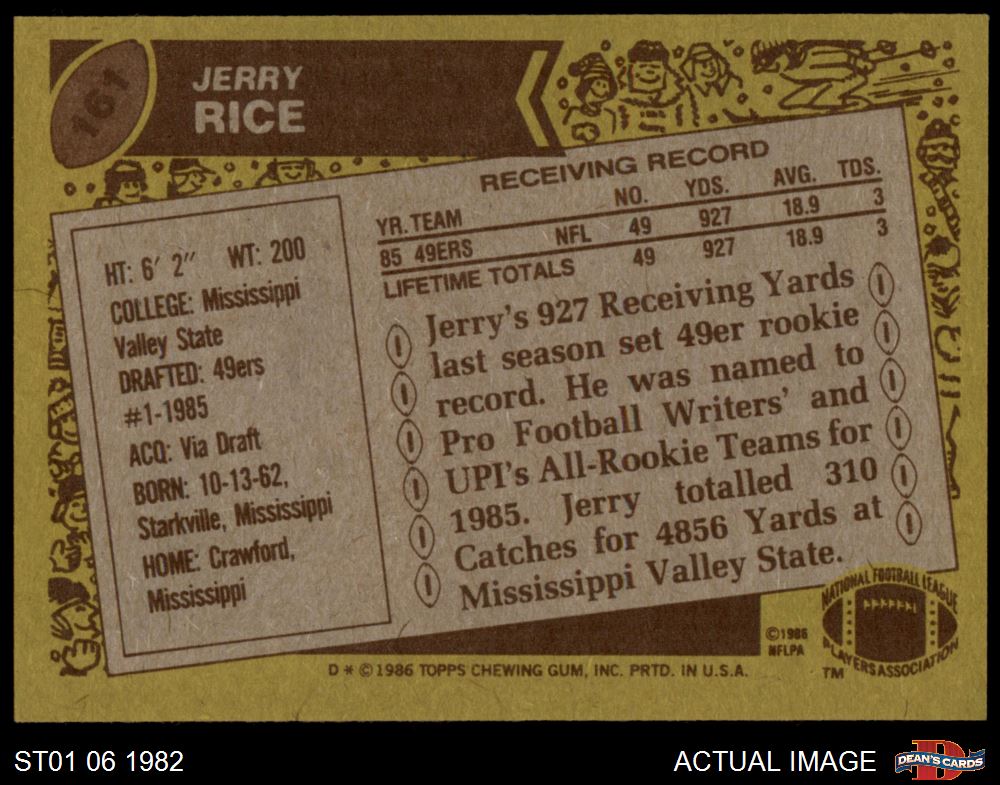 161
JERRY
RICE
HT: 6' 2" WT: 200
COLLEGE: Mississippi
Valley State
DRAFTED: 49ers
#1-1985
ACQ: Via Draft
BORN: 10-13-62,
Starkville, Mississippi
HOME: Crawford,
Mississippi
RECEIVING RECORD
YR. TEAM NO. YDS. AVG. TDS.
85 49ERS NFL 49 927 18.9 3
LIFETIME TOTALS 49 927 18.9 3
Jerry's 927 Receiving Yards
last season set 49er rookie
record. He was named to
Pro Football Writers' and
UPI's All-Rookie Teams for
1985. Jerry totalled 310
Catches for 4856 Yards at
Mississippi Valley State.
©1986
NFLPA
NATIONAL FOOTBALL LEAGUE
PLAYERS ASSOCIATION
TM
D * © 1986 TOPPS CHEWING GUM, INC. PRTD. IN U.S.A.
ST01 06 1982
ACTUAL IMAGE
D
DEAN'S CARDS